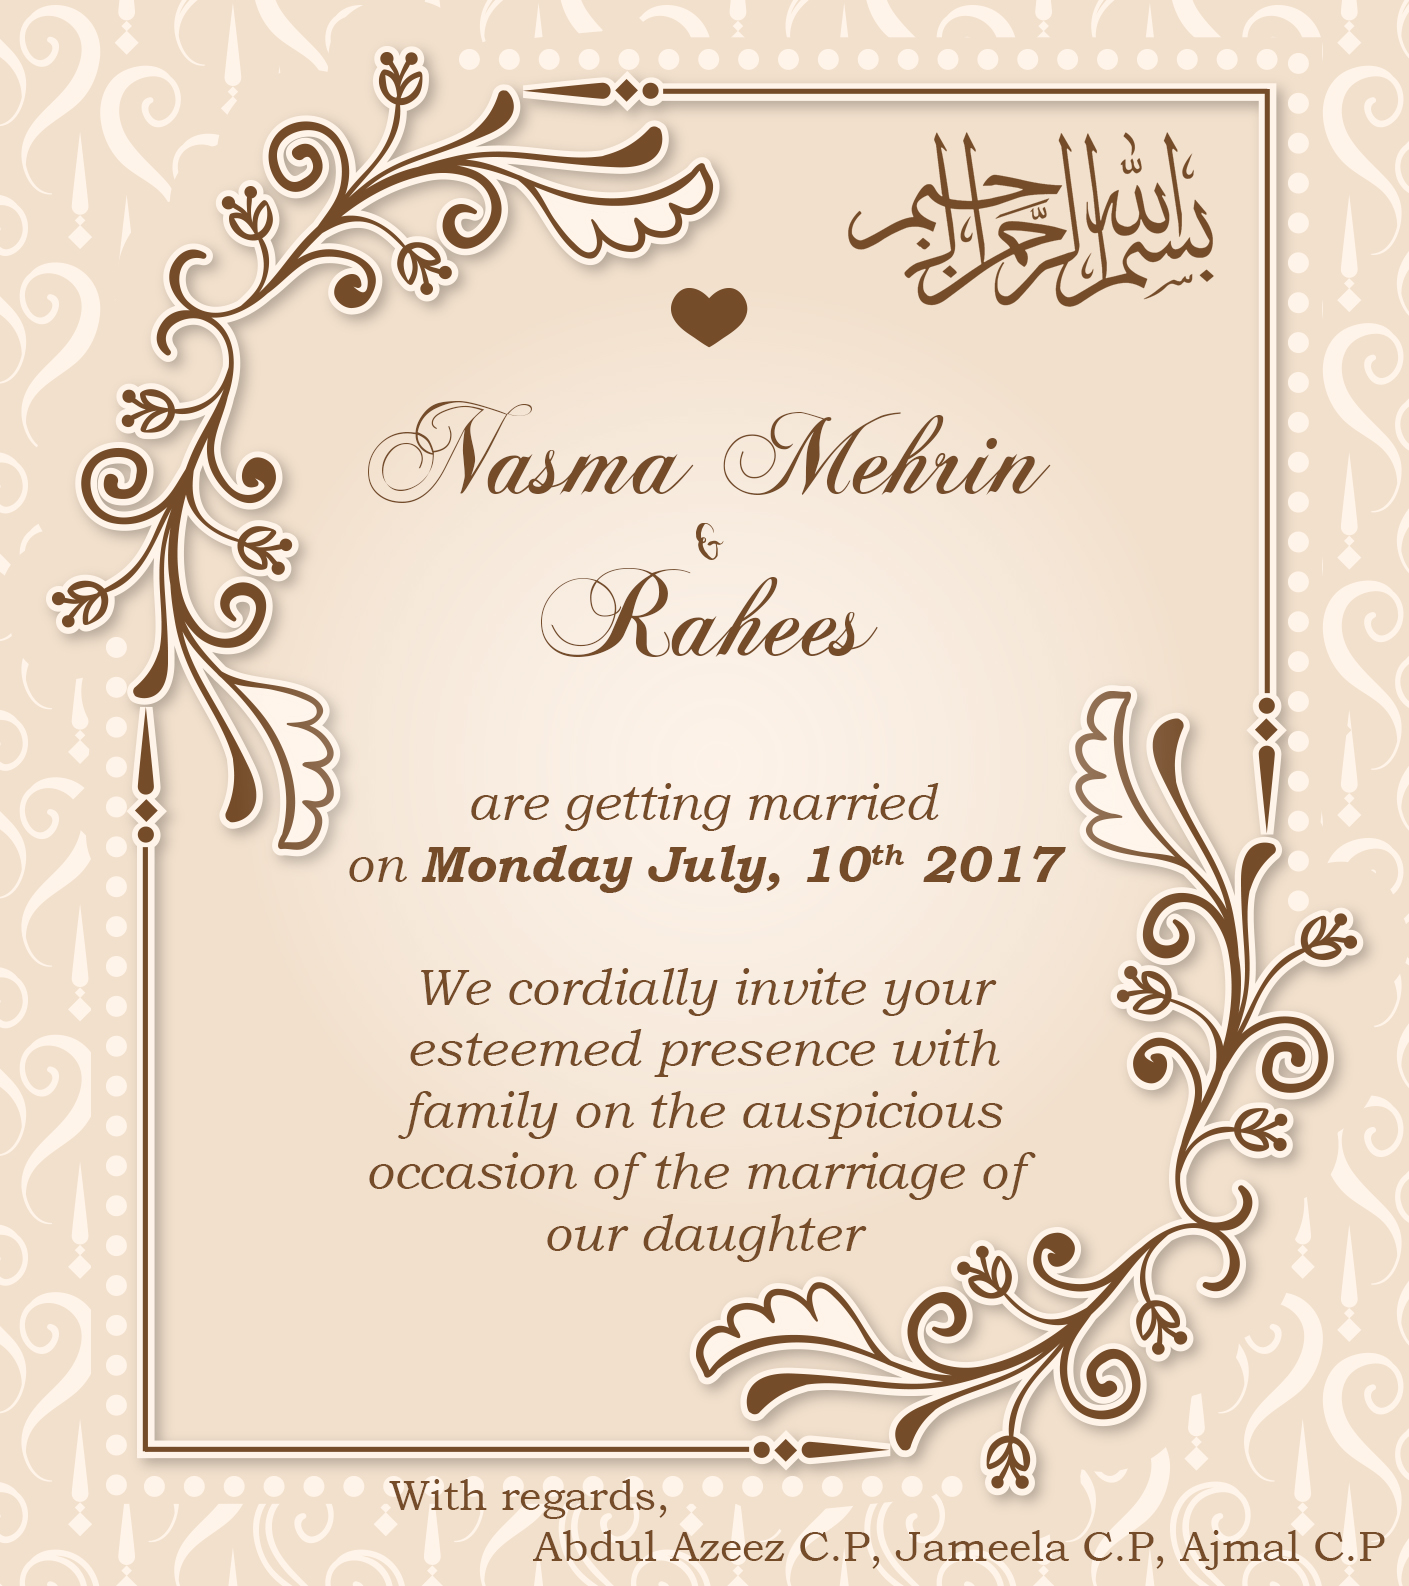 بسم الله الرحمن الرحيم
Nasma Mehrin
&
Rahees
are getting married
on Monday July, 10th 2017
We cordially invite your
esteemed presence with
family on the auspicious
occasion of the marriage of
our daughter
With regards,
Abdul Azeez C.P, Jameela C.P, Ajmal C.P